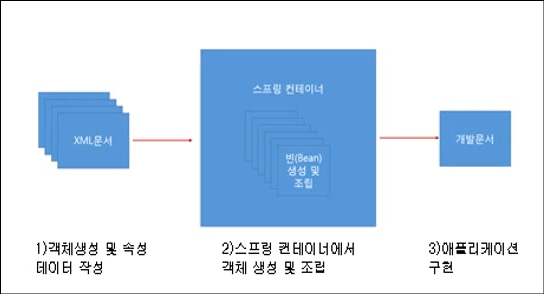 스프링 컨테이너
XML문서
빈(Bean)
생성 및
조립
개발문서
1)객체생성 및 속성
데이터 작성
2)스프링 컨테이너에서
객체 생성 및 조립
3)애플리케이션
구현